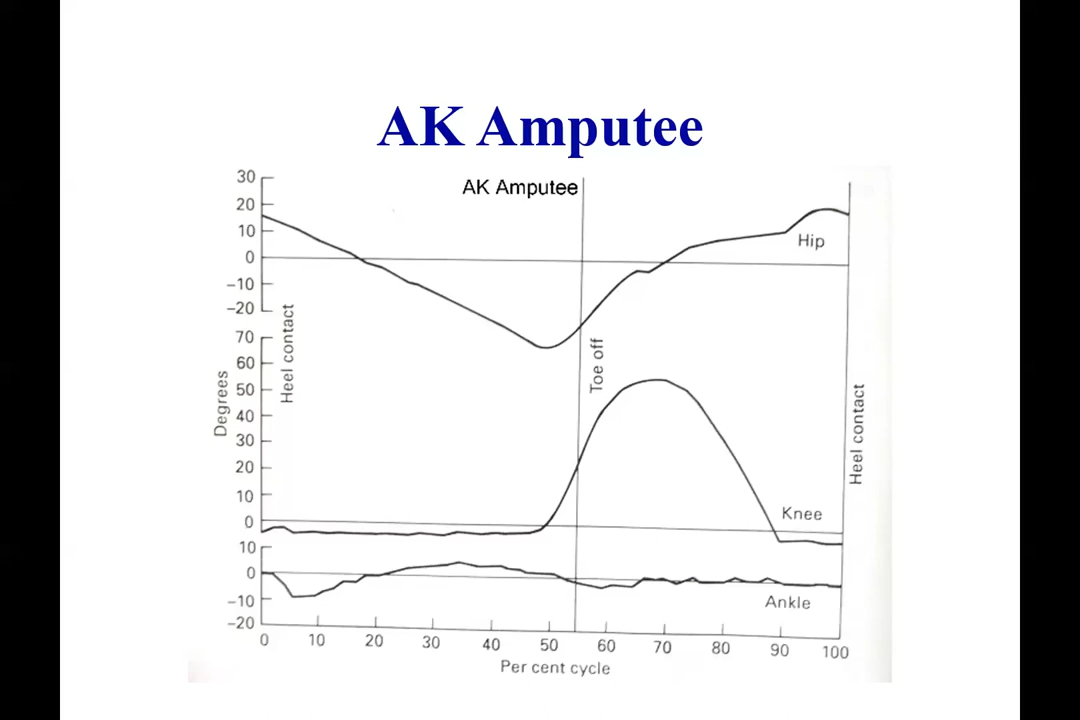 AK Amputee
AK Amputee
30
20
10
0
−10
−20
Hip
Heel contact
Toe off
Heel contact
Degrees
70
60
50
40
30
20
10
0
Knee
10
0
−10
−20
Ankle
0 10 20 30 40 50 60 70 80 90 100
Per cent cycle